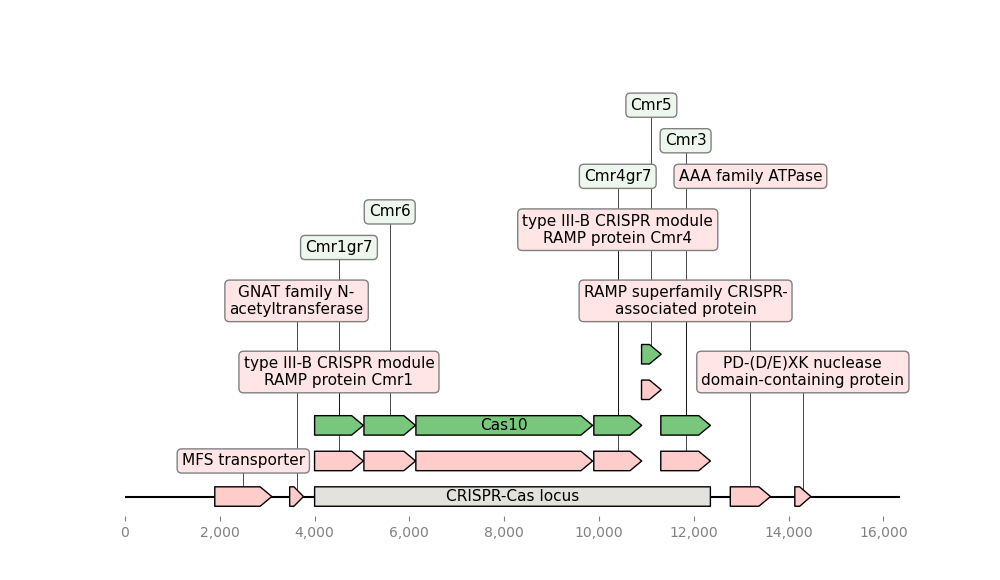 Cmr5
Cmr3
Cmr4gr7
AAA family ATPase
Cmr6
type III-B CRISPR module
RAMP protein Cmr4
Cmr1gr7
GNAT family N-
acetyltransferase
RAMP superfamily CRISPR-
associated protein
type III-B CRISPR module
RAMP protein Cmr1
PD-(D/E)XK nuclease
domain-containing protein
Cas10
MFS transporter
CRISPR-Cas locus
0
2,000
4,000
6,000
8,000
10,000
12,000
14,000
16,000